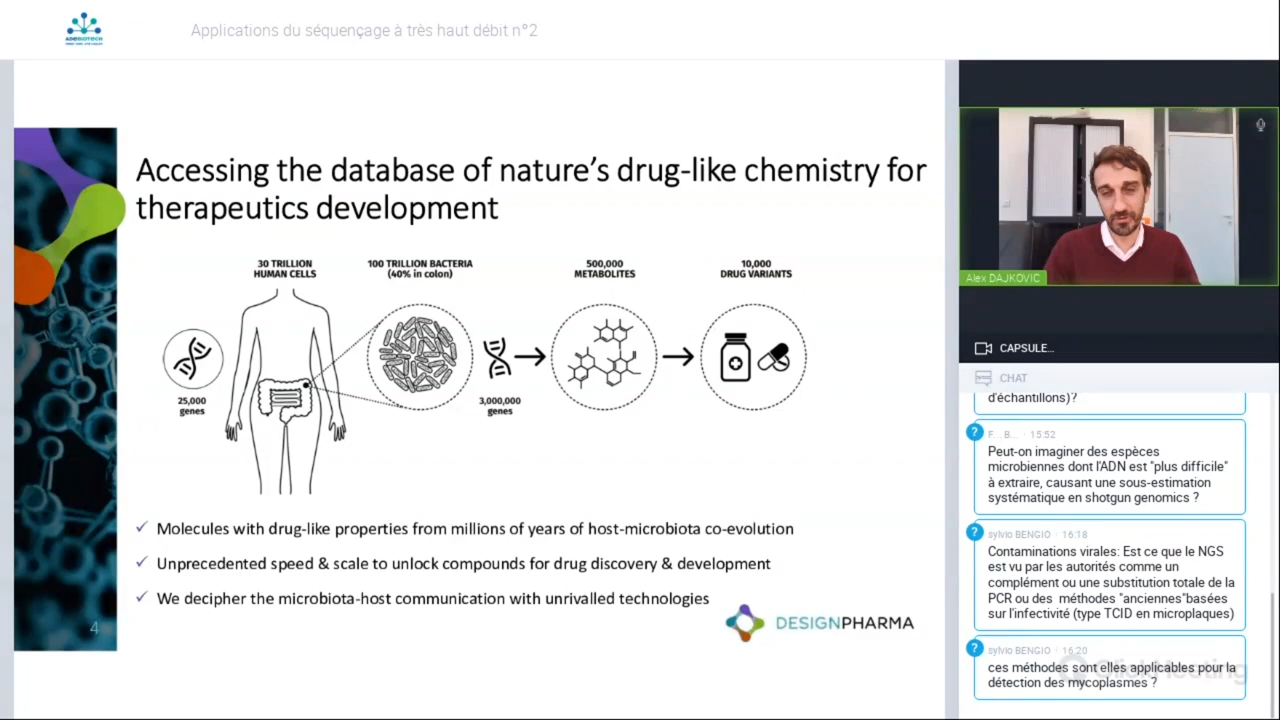 ADEBIOTECH
Applications du séquençage à très haut débit n°2
Accessing the database of nature's drug-like chemistry for
therapeutics development
30 TRILLION
HUMAN CELLS
100 TRILLION BACTERIA
(40% in colon)
500,000
METABOLITES
10,000
DRUG VARIANTS
25,000
genes
3,000,000
genes
✓ Molecules with drug-like properties from millions of years of host-microbiota co-evolution
✓ Unprecedented speed & scale to unlock compounds for drug discovery & development
✓ We decipher the microbiota-host communication with unrivalled technologies
4
DESIGNPHARMA
Alex DAJKOVIC
CAPSULE...
CHAT
d'échantillons)?
? F... B... · 15:52
Peut-on imaginer des espèces
microbiennes dont l'ADN est "plus difficile"
à extraire, causant une sous-estimation
systématique en shotgun genomics ?
? sylvio BENGIO · 16:18
Contaminations virales: Est ce que le NGS
est vu par les autorités comme un
complément ou une substitution totale de la
PCR ou des méthodes "anciennes"basées
sur l'infectivité (type TCID en microplaques)
? sylvio BENGIO · 16:20
ces méthodes sont elles applicables pour la
détection des mycoplasmes ?
ClickMeeting